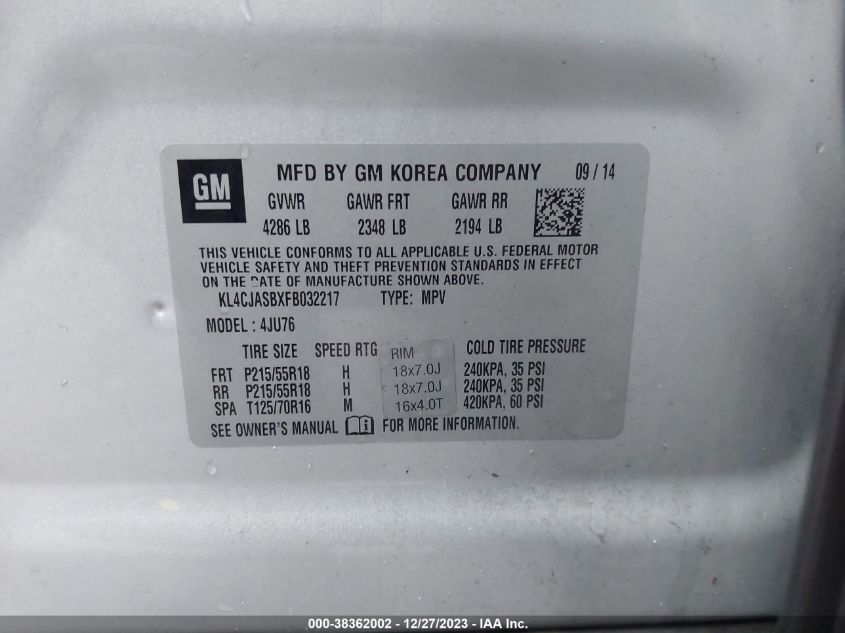 GM
MFD BY GM KOREA COMPANY 09 / 14
GVWR GAWR FRT GAWR RR
4286 LB 2348 LB 2194 LB
THIS VEHICLE CONFORMS TO ALL APPLICABLE U.S. FEDERAL MOTOR
VEHICLE SAFETY AND THEFT PREVENTION STANDARDS IN EFFECT
ON THE DATE OF MANUFACTURE SHOWN ABOVE.
KL4CJASBXFB032217 TYPE: MPV
MODEL : 4JU76
TIRE SIZE SPEED RTG RIM COLD TIRE PRESSURE
FRT P215/55R18 H 18x7.0J 240KPA, 35 PSI
RR P215/55R18 H 18x7.0J 240KPA, 35 PSI
SPA T125/70R16 M 16x4.0T 420KPA, 60 PSI
SEE OWNER'S MANUAL i FOR MORE INFORMATION.
000-38362002 - 12/27/2023 - IAA Inc.